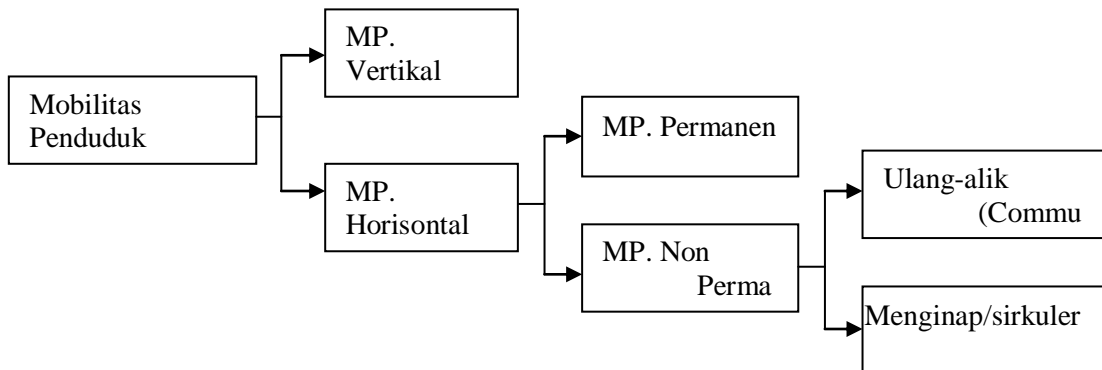 Mobilitas
Penduduk
MP.
Vertikal
MP.
Horisontal
MP. Permanen
MP. Non
Perma
Ulang-alik
(Commu
Menginap/sirkuler